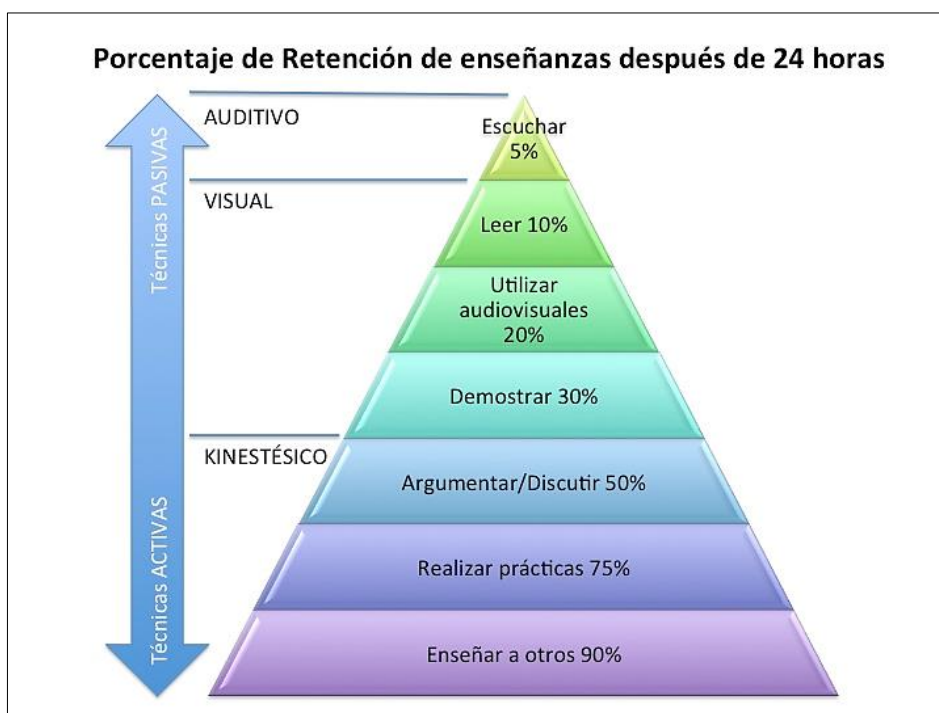 Porcentaje de Retención de enseñanzas después de 24 horas
AUDITIVO
Escuchar
5%
VISUAL
Leer 10%
Utilizar
audiovisuales
20%
Demostrar 30%
KINESTÉSICO
Argumentar/Discutir 50%
Realizar prácticas 75%
Enseñar a otros 90%
Técnicas PASIVAS
Técnicas ACTIVAS